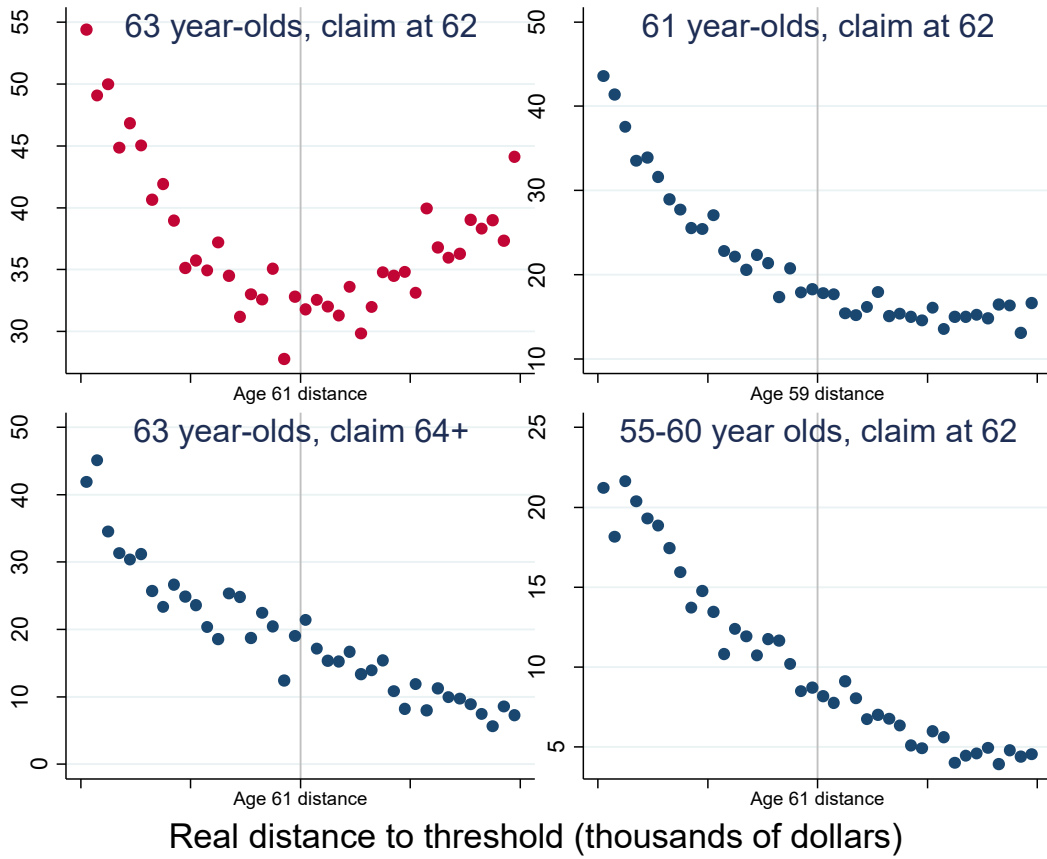 63 year-olds, claim at 62
55
50
45
40
35
30
Age 61 distance
61 year-olds, claim at 62
50
40
30
20
10
Age 59 distance
63 year-olds, claim 64+
50
40
30
20
10
0
Age 61 distance
55-60 year olds, claim at 62
25
20
15
10
5
Age 61 distance
Real distance to threshold (thousands of dollars)